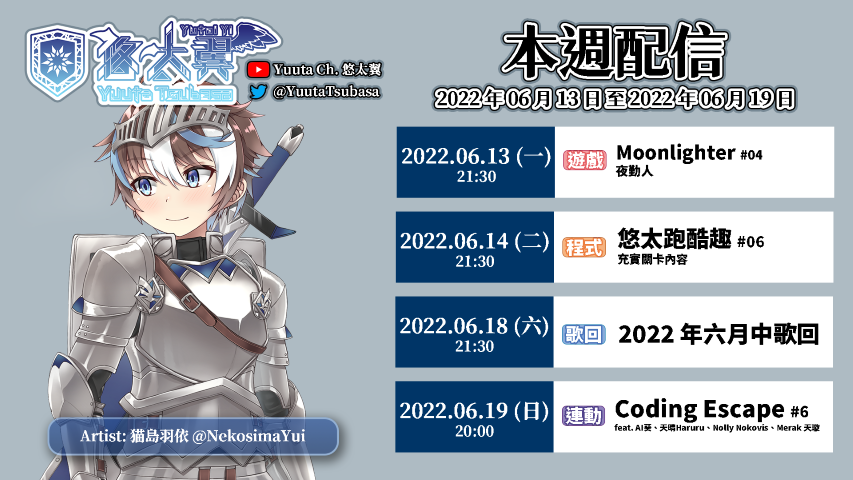 Yuutai Yi
悠太翼
Yuuta Tsubasa
Yuuta Ch. 悠太翼
@YuutaTsubasa
本週配信
2022年06月13日至2022年06月19日
2022.06.13 (一)
21:30
遊戲
Moonlighter #04
夜勤人
2022.06.14 (二)
21:30
程式
悠太跑酷趣 #06
充實關卡內容
2022.06.18 (六)
21:30
歌回
2022 年六月中歌回
2022.06.19 (日)
20:00
連動
Coding Escape #6
feat. AI葵、天晴Haruru、Nolly Nokovis、Merak 天璇
Artist: 猫島羽依 @NekosimaYui